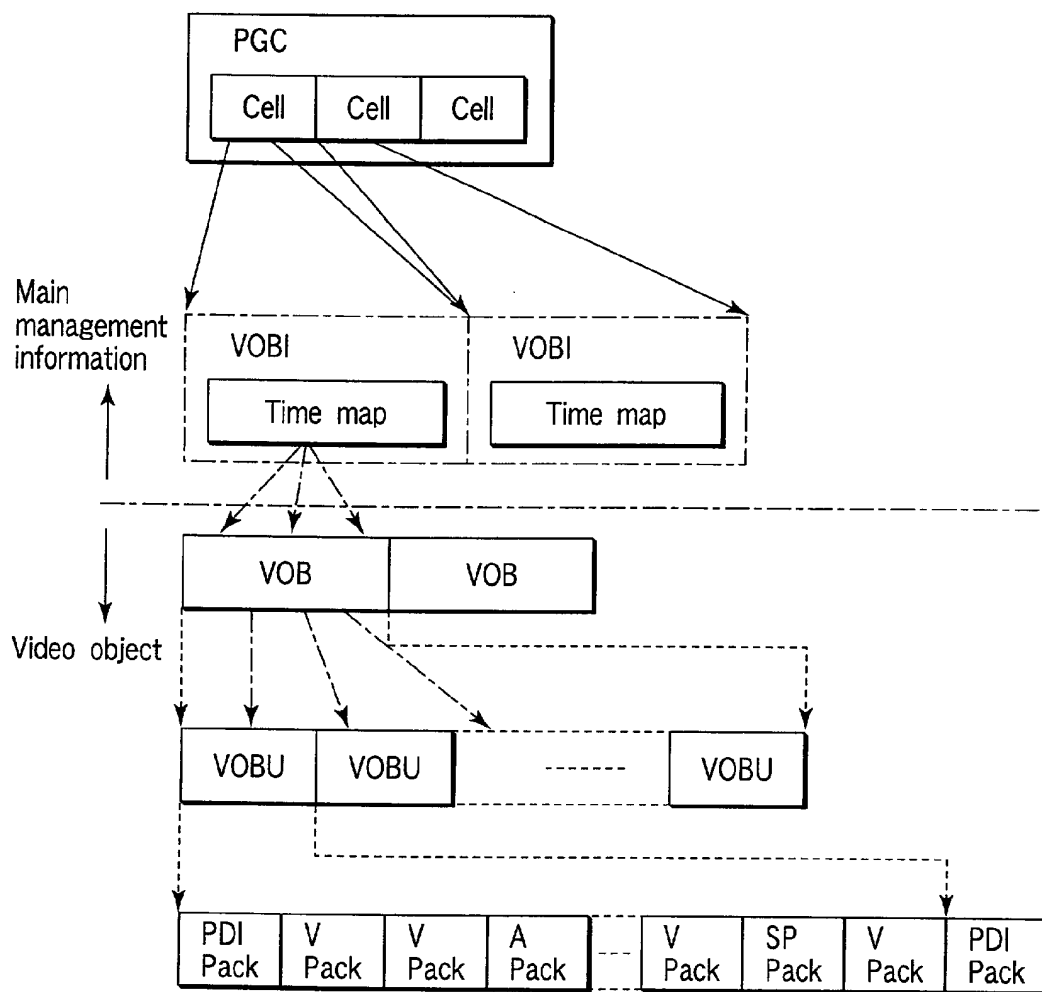 PGC
Cell Cell Cell
Main
management
information
VOBI VOBI
Time map Time map
VOB VOB
Video object
VOBU VOBU VOBU
PDI Pack V Pack V Pack A Pack V Pack SP Pack V Pack PDI Pack